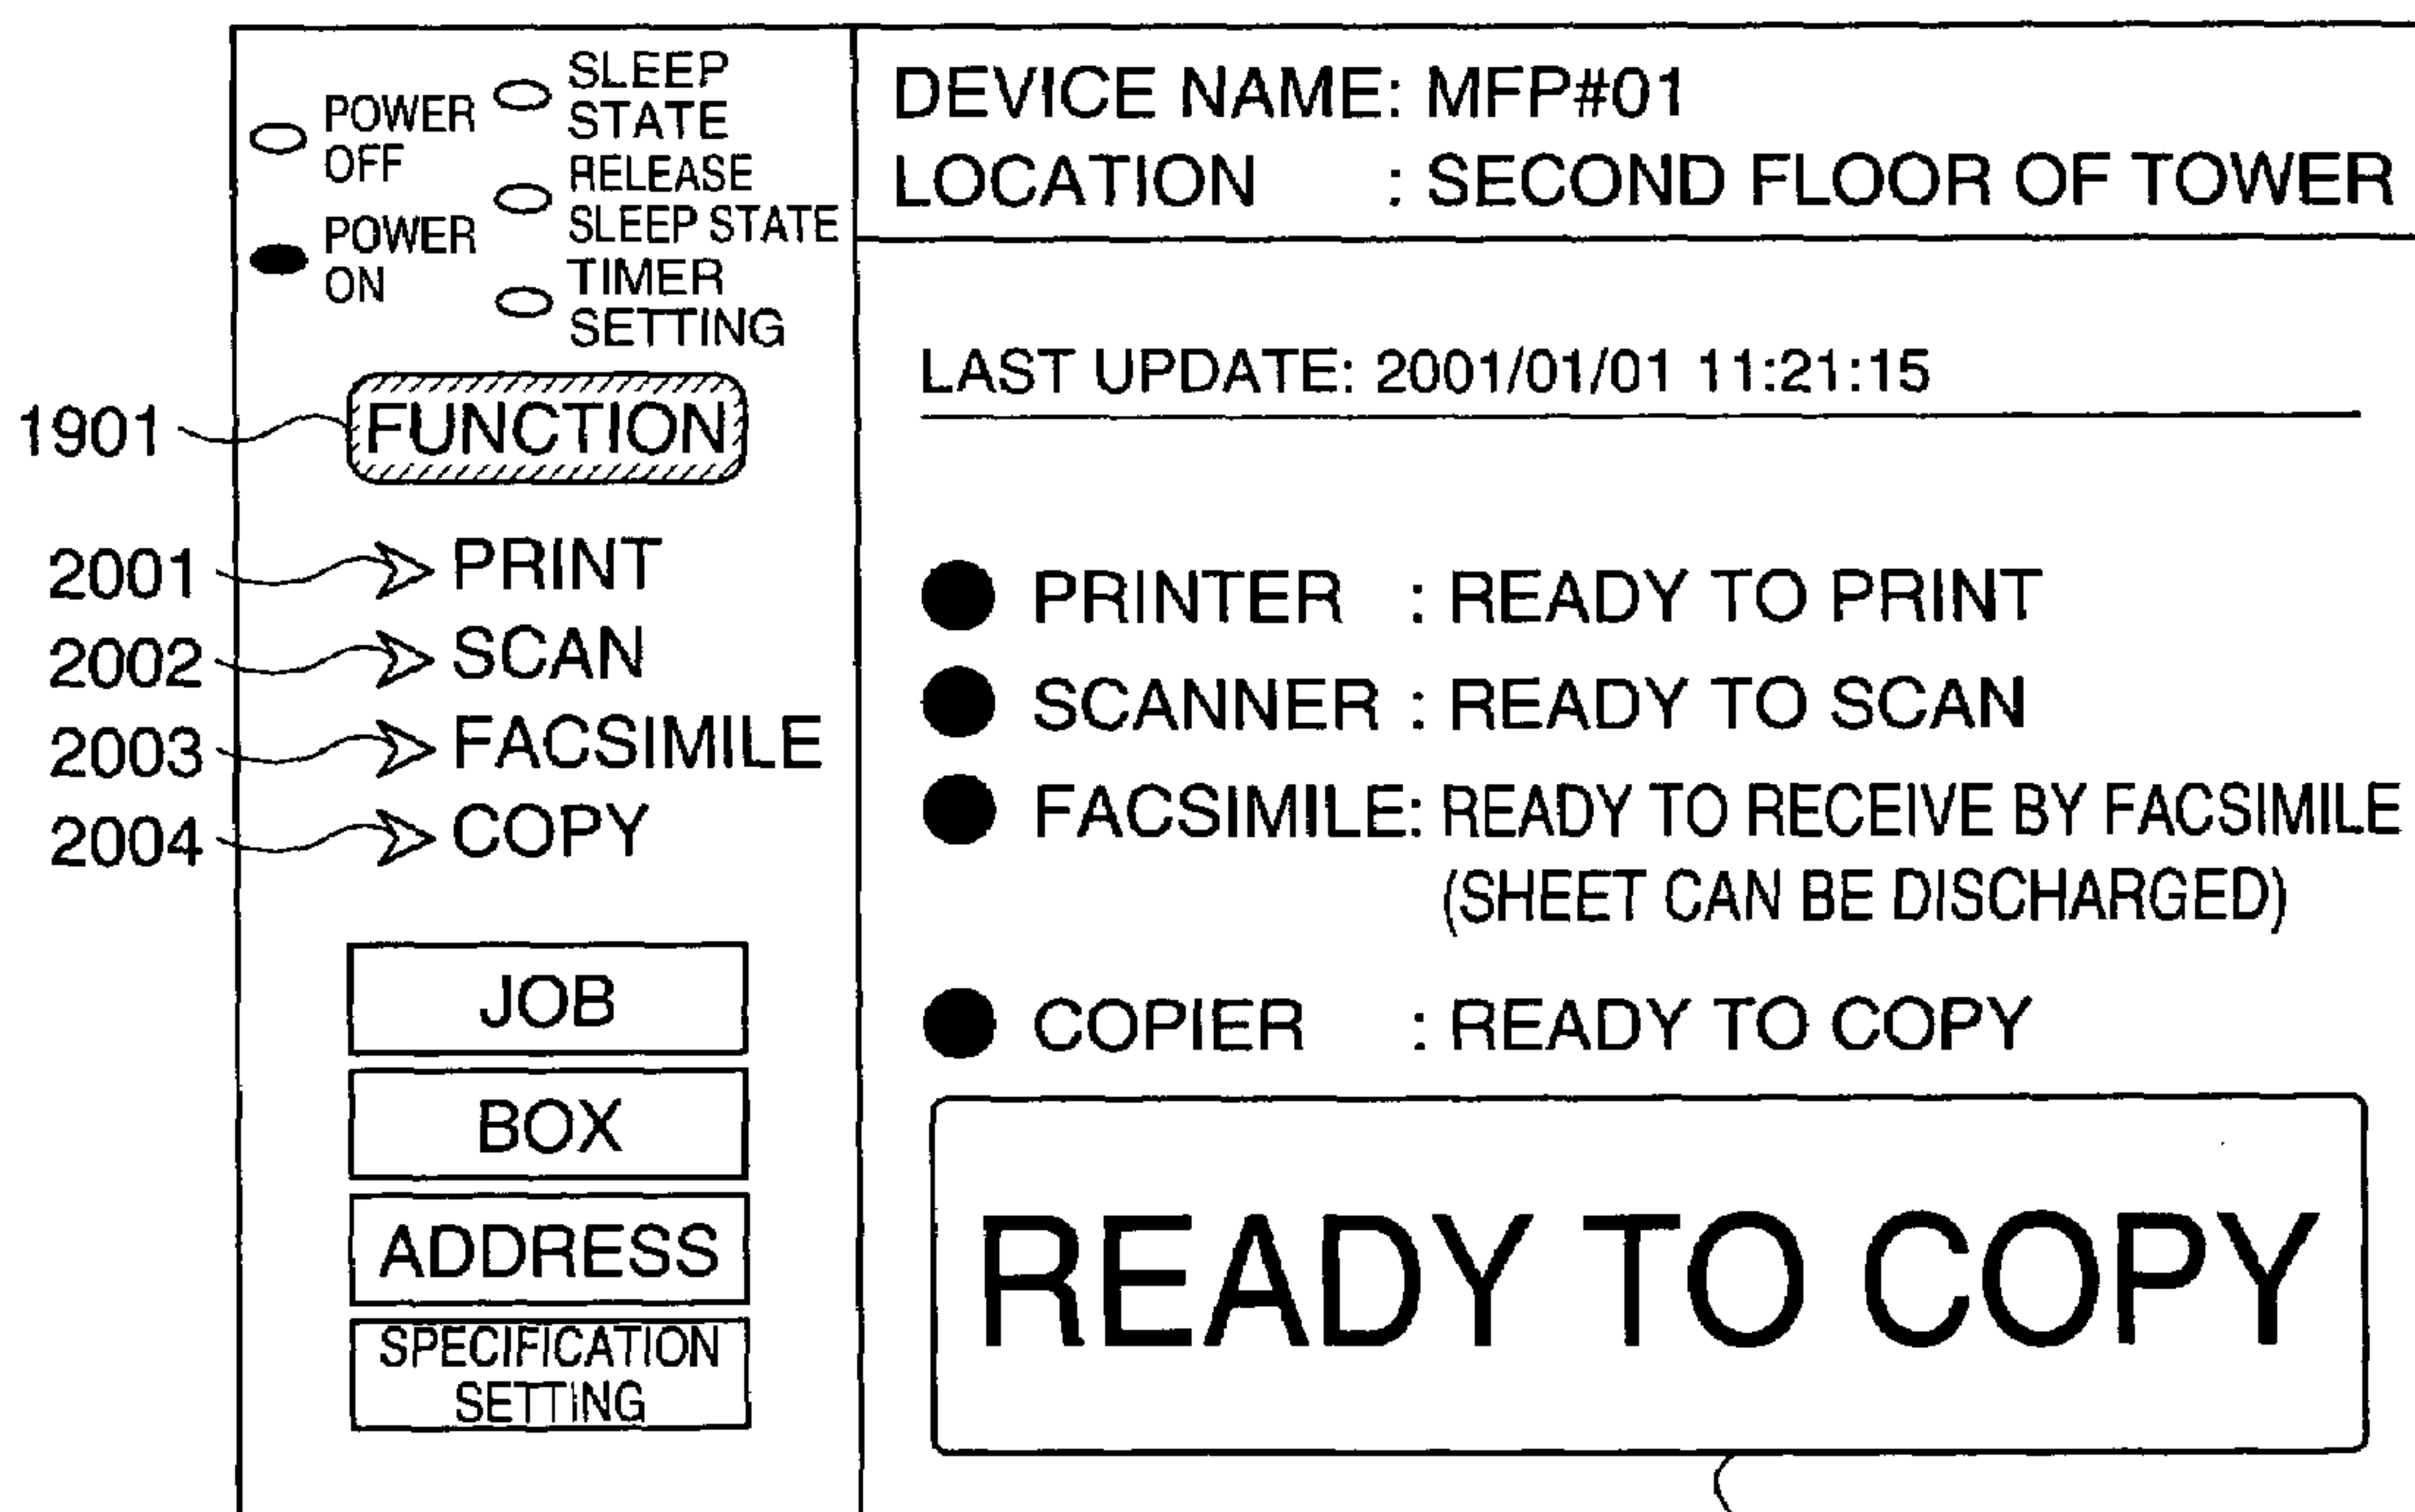 POWER OFF
POWER ON
SLEEP STATE
RELEASE SLEEP STATE
TIMER SETTING
1901
FUNCTION
2001
PRINT
2002
SCAN
2003
FACSIMILE
2004
COPY
JOB
BOX
ADDRESS
SPECIFICATION
SETTING
DEVICE NAME: MFP#01
LOCATION : SECOND FLOOR OF TOWER
LAST UPDATE: 2001/01/01 11:21:15
PRINTER : READY TO PRINT
SCANNER : READY TO SCAN
FACSIMILE: READY TO RECEIVE BY FACSIMILE
(SHEET CAN BE DISCHARGED)
COPIER : READY TO COPY
READY TO COPY